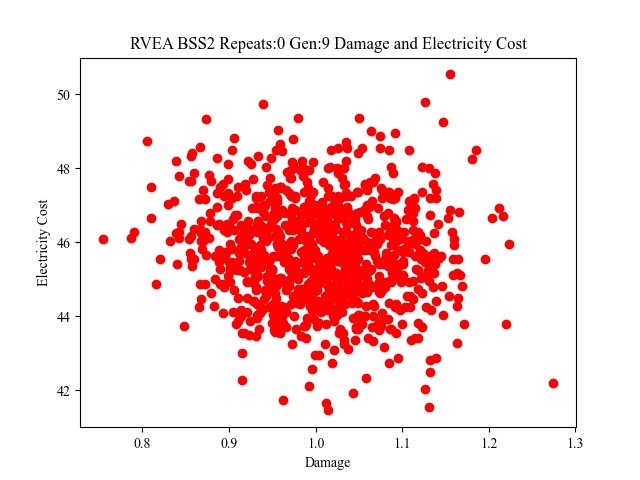 RVEA BSS2 Repeats:0 Gen:9 Damage and Electricity Cost
50
48
46
44
42
Electricity Cost
0.8 0.9 1.0 1.1 1.2 1.3
Damage